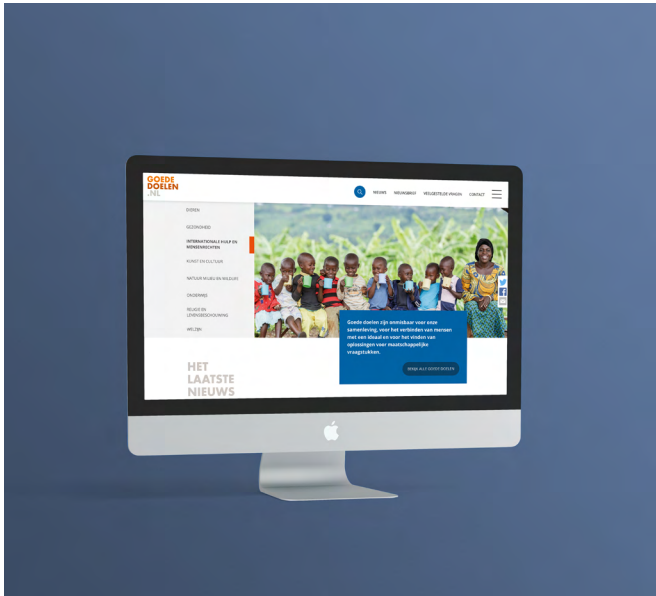 GOEDE
DOELEN
.NL
NIEUWS NIEUWSBRIEF VEELGESTELDE VRAGEN CONTACT
DIEREN
GEZONDHEID
INTERNATIONALE HULP EN
MENSENRECHTEN
KUNST EN CULTUUR
NATUUR MILIEU EN BEHOUD
ONDERWIJS
RELIGIE EN
LEVENSBESCHOUWING
WELZIJN
Goede doelen zijn onmisbaar voor onze
samenleving, voor het verbinden van mensen
met een ideaal en voor het vinden van
oplossingen voor maatschappelijke
vraagstukken.
BEKIJK ALLE GOEDE DOELEN
HET
LAATSTE
NIEUWS